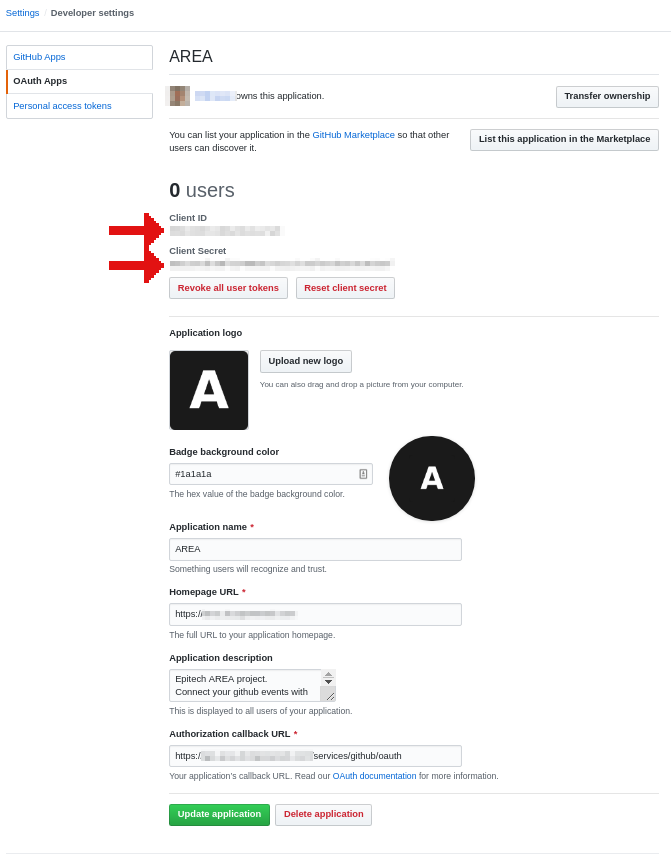 Settings Developer settings
GitHub Apps
OAuth Apps
Personal access tokens
AREA
owns this application.
Transfer ownership
You can list your application in the GitHub Marketplace so that other
users can discover it.
List this application in the Marketplace
0 users
Client ID
Client Secret
Revoke all user tokens
Reset client secret
Application logo
A
Upload new logo
You can also drag and drop a picture from your computer.
Badge background color
#1a1a1a
The hex value of the badge background color.
A
Application name *
AREA
Something users will recognize and trust.
Homepage URL *
https://
The full URL to your application homepage.
Application description
Epitech AREA project.
Connect your github events with
This is displayed to all users of your application.
Authorization callback URL *
https:/ /services/github/oauth
Your application's callback URL. Read our OAuth documentation for more information.
Update application
Delete application